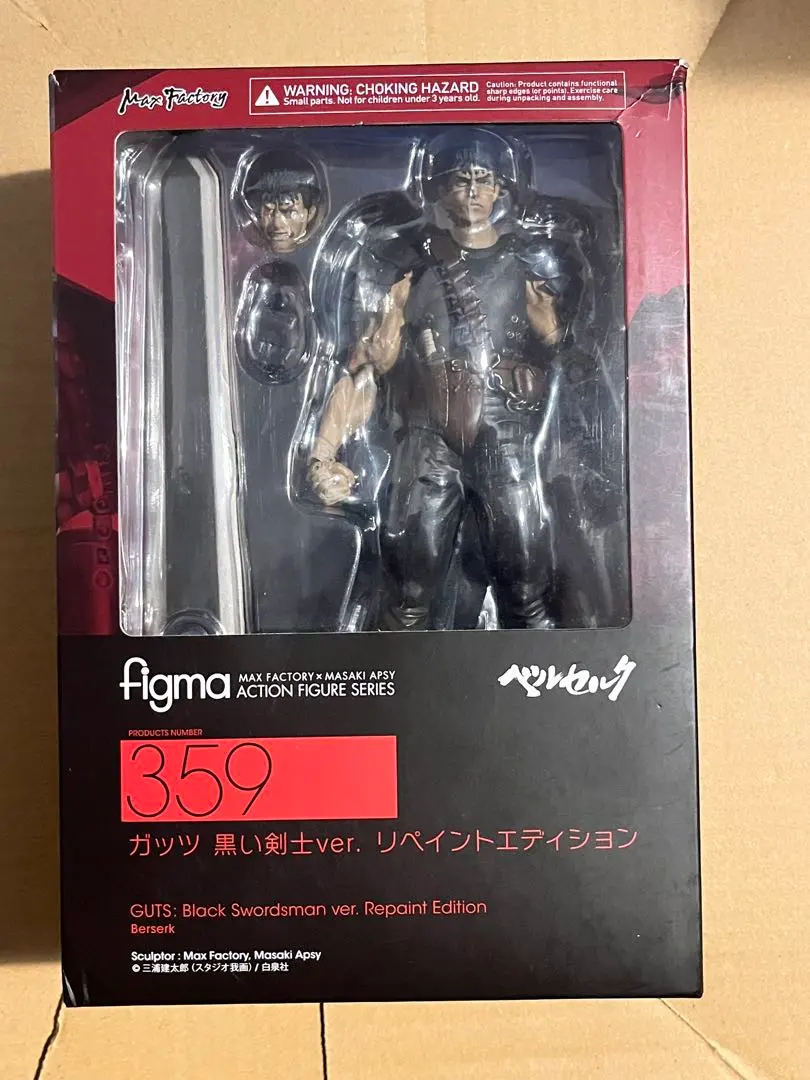 Max Factory
WARNING: CHOKING HAZARD
Small parts. Not for children under 3 years old.
Caution: Product contains functional
sharp edges (or points). Exercise care
during unpacking and assembly.
figma
MAX FACTORY × MASAKI APSY
ACTION FIGURE SERIES
ベルセルク
PRODUCTS NUMBER
359
ガッツ 黒い剣士ver. リペイントエディション
GUTS: Black Swordsman ver. Repaint Edition
Berserk
Sculptor : Max Factory, Masaki Apsy
© 三浦建太郎 (スタジオ我画) / 白泉社